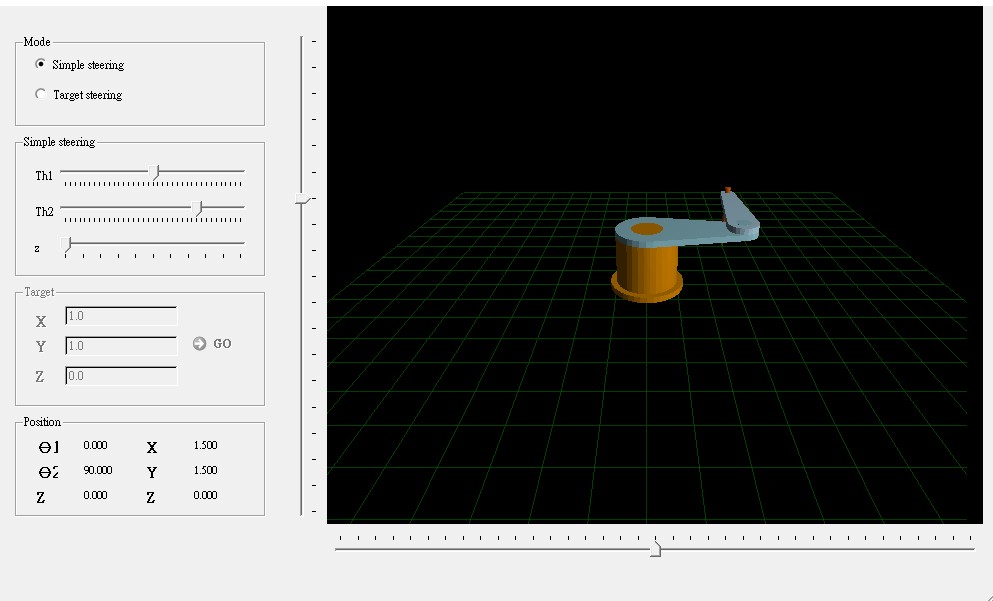 Mode
Simple steering
Target steering
Simple steering
Th1
Th2
z
Target
X 1.0
Y 1.0 GO
Z 0.0
Position
Θ1 0.000 X 1.500
Θ2 90.000 Y 1.500
Z 0.000 Z 0.000